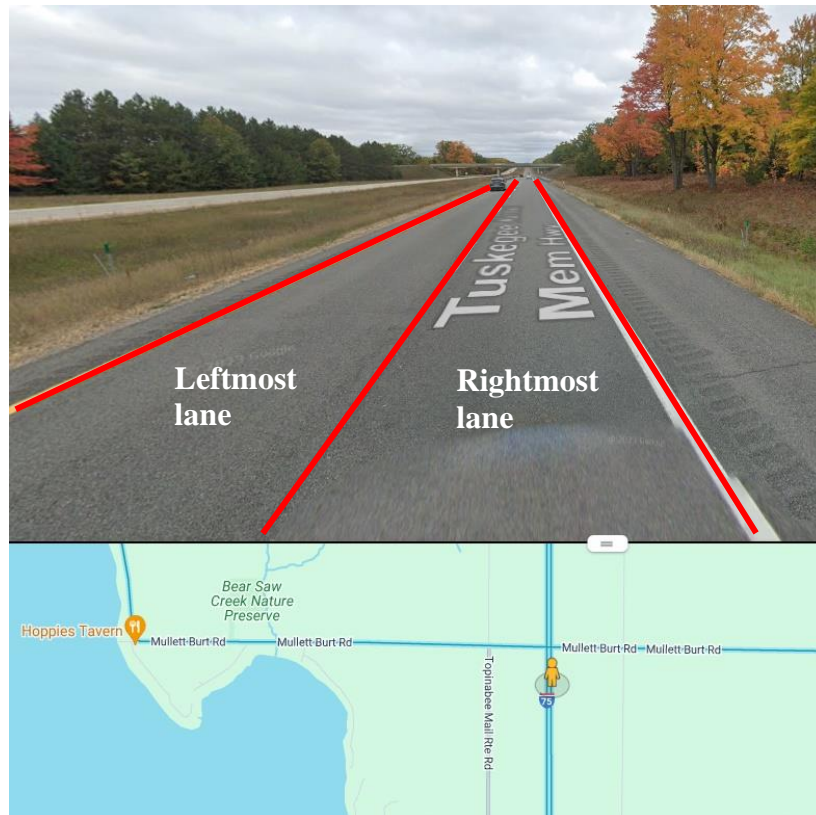 Tuskegee
Mem Hwy
Leftmost
lane
Rightmost
lane
Bear Saw
Creek Nature
Preserve
Hoppies Tavern
Mullett Burt Rd
Mullett Burt Rd
Mullett Burt Rd
Mullett Burt Rd
Topinabee Mail Rte Rd
75